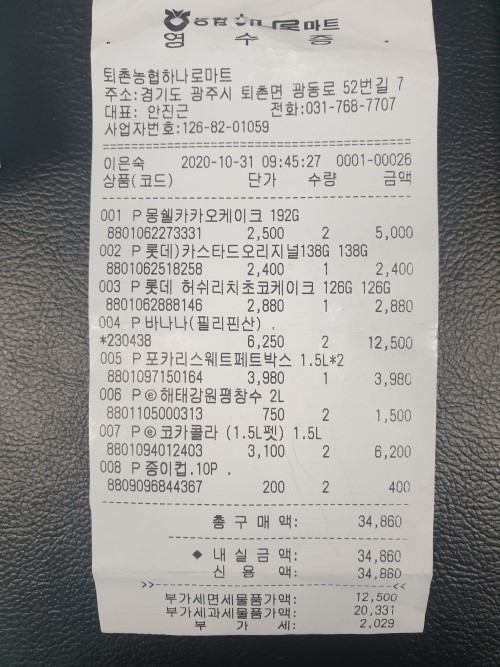 농협 하나로마트
영 수 증
퇴촌농협하나로마트
주소:경기도 광주시 퇴촌면 광동로 52번길 7
대표: 안진근 전화:031-768-7707
사업자번호:126-82-01059
이은숙 2020-10-31 09:45:27 0001-00026
상품(코드) 단가 수량 금액
001 P 몽쉘카카오케이크 192G
8801062273331 2,500 2 5,000
002 P 롯데)카스타드오리지널138G 138G
8801062518258 2,400 1 2,400
003 P 롯데 허쉬리치초코케이크 126G 126G
8801062888146 2,880 1 2,880
004 P 바나나(필리핀산) .
*230438 6,250 2 12,500
005 P 포카리스웨트페트박스 1.5L*2
8801097150164 3,980 1 3,980
006 P ⓔ해태강원평창수 2L
8801105000313 750 2 1,500
007 P ⓔ코카콜라 (1.5L펫) 1.5L
8801094012403 3,100 2 6,200
008 P 종이컵.10P .
8809096844367 200 2 400
총 구 매 액: 34,860
◆ 내 실 금 액: 34,860
신 용 액: 34,860
부가세면세물품가액: 12,500
부가세과세물품가액: 20,331
부 가 세: 2,029